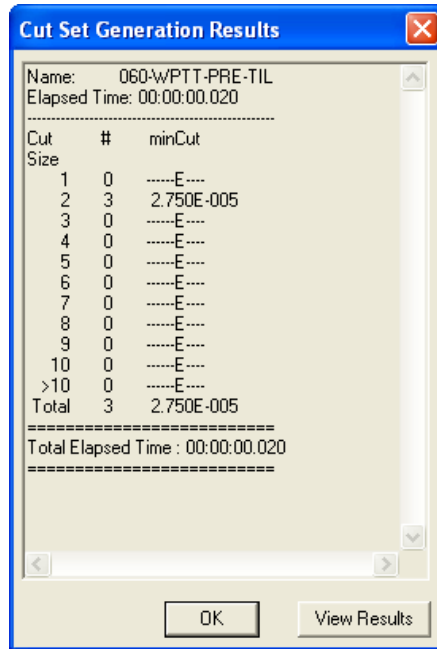 Cut Set Generation Results
Name: 060-WPTT-PRE-TIL
Elapsed Time: 00:00:00.020
----------------------------------------------
Cut # minCut
Size
1 0 ------E----
2 3 2.750E-005
3 0 ------E----
4 0 ------E----
5 0 ------E----
6 0 ------E----
7 0 ------E----
8 0 ------E----
9 0 ------E----
10 0 ------E----
>10 0 ------E----
Total 3 2.750E-005
==========================
Total Elapsed Time : 00:00:00.020
==========================
OK View Results